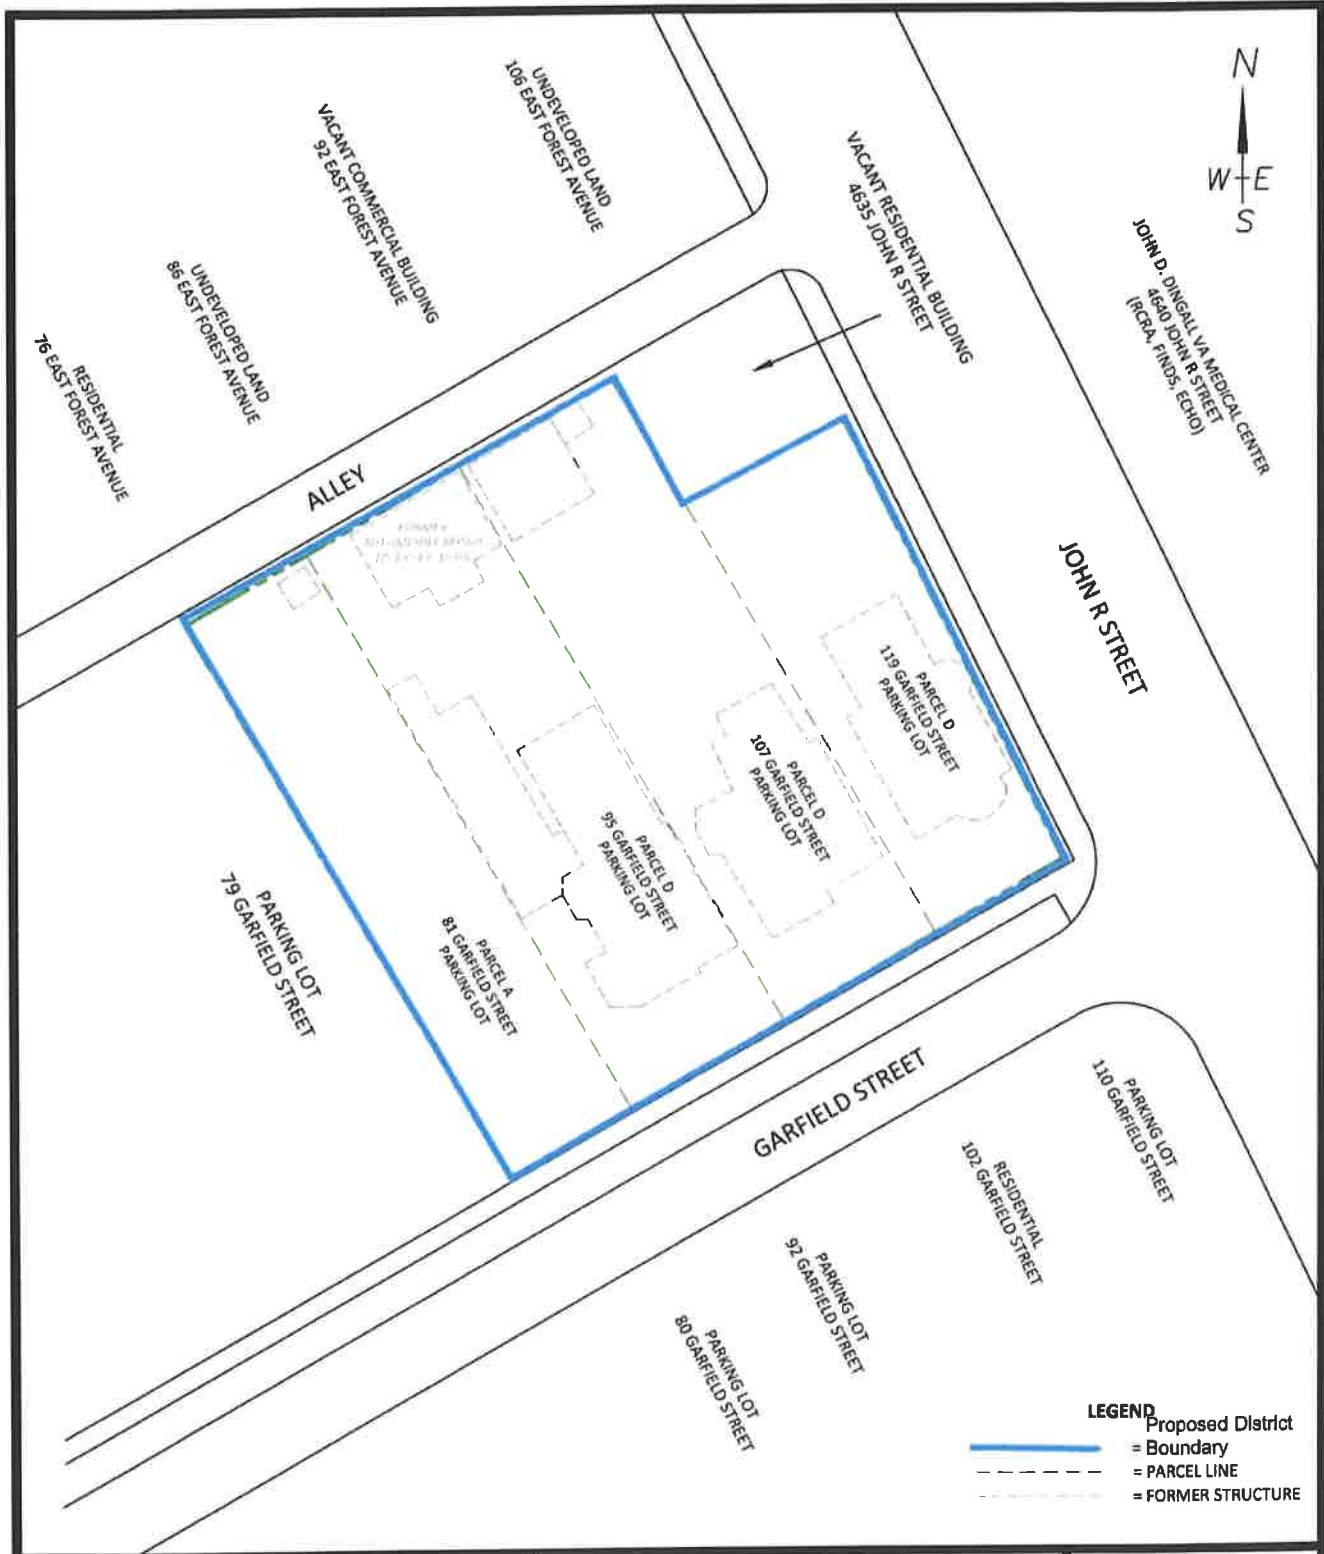 N
W E
S
UNDEVELOPED LAND
106 EAST FOREST AVENUE
VACANT COMMERCIAL BUILDING
92 EAST FOREST AVENUE
UNDEVELOPED LAND
86 EAST FOREST AVENUE
RESIDENTIAL
76 EAST FOREST AVENUE
VACANT RESIDENTIAL BUILDING
4635 JOHN R STREET
JOHN D. DINGALL VA MEDICAL CENTER
4640 JOHN R STREET
(RCRA, FINDS, ECHO)
ALLEY
JOHN R STREET
PARCEL D
119 GARFIELD STREET
PARKING LOT
PARCEL D
107 GARFIELD STREET
PARKING LOT
PARCEL D
95 GARFIELD STREET
PARKING LOT
PARCEL A
81 GARFIELD STREET
PARKING LOT
PARKING LOT
79 GARFIELD STREET
GARFIELD STREET
PARKING LOT
110 GARFIELD STREET
RESIDENTIAL
102 GARFIELD STREET
PARKING LOT
92 GARFIELD STREET
PARKING LOT
80 GARFIELD STREET
LEGEND
Proposed District
= Boundary
= PARCEL LINE
= FORMER STRUCTURE